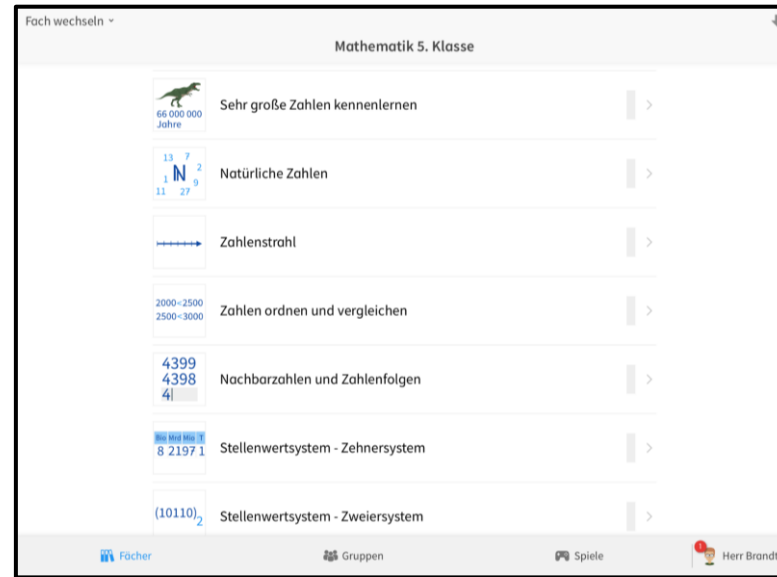 Fach wechseln
Mathematik 5. Klasse
66 000 000
Jahre
Sehr große Zahlen kennenlernen
13 7
1 ℕ 2
9
11 27
Natürliche Zahlen
Zahlenstrahl
2000<2500
2500<3000
Zahlen ordnen und vergleichen
4399
4398
4
Nachbarzahlen und Zahlenfolgen
Bio Mrd Mio T
8 2197 1
Stellenwertsystem - Zehnersystem
(10110)₂
Stellenwertsystem - Zweiersystem
Fächer
Gruppen
Spiele
1
Herr Brandt